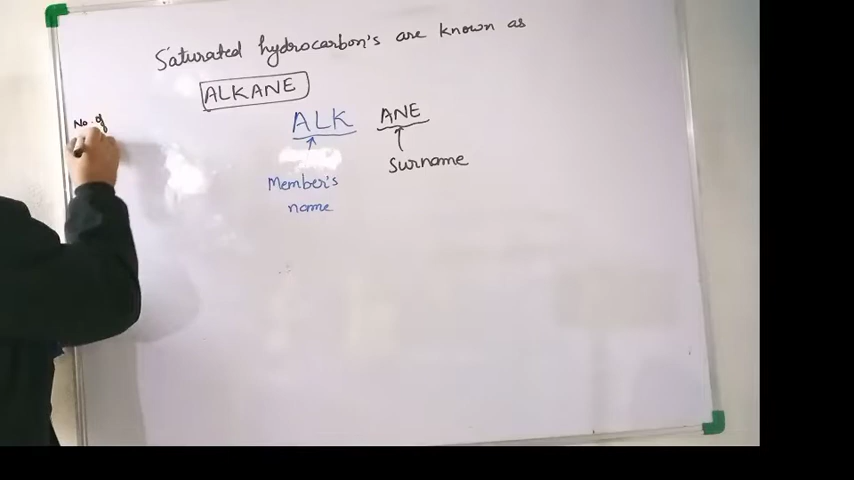 Saturated hydrocarbon's are known as
ALKANE
ALK ANE
Surname
Member's
name
No. of